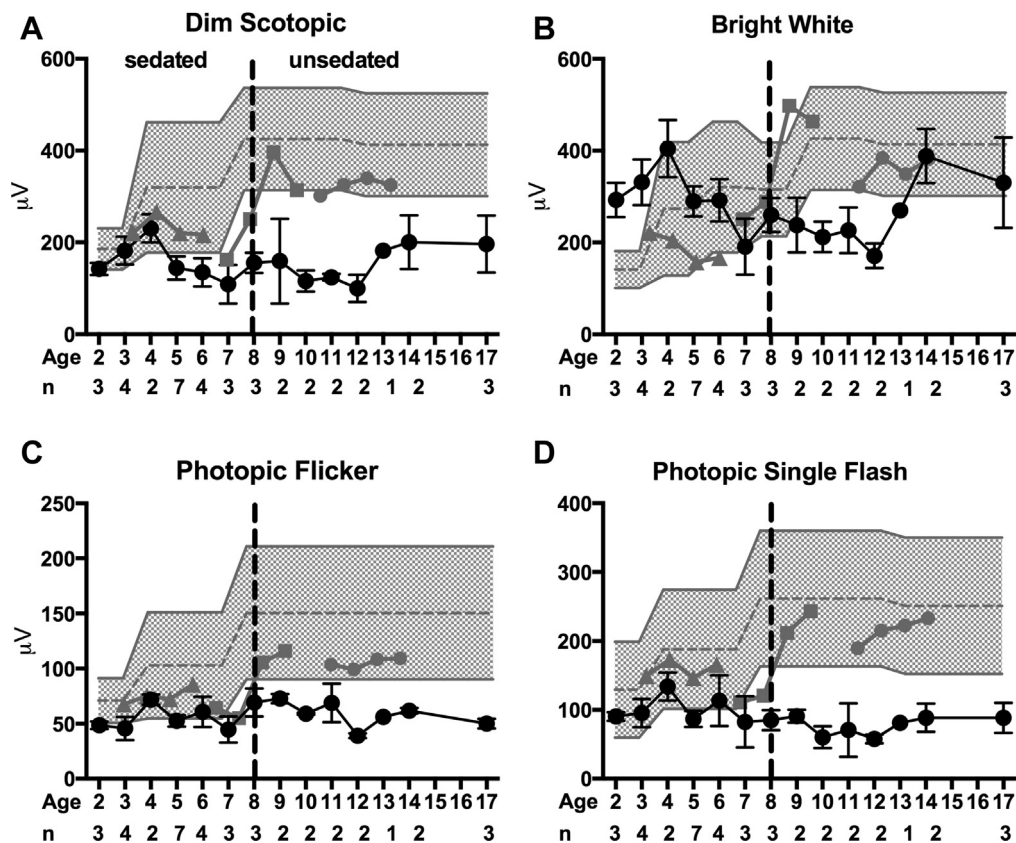 A
Dim Scotopic
sedated unsedated
600
400
200
0
μV
Age 2 3 4 5 6 7 8 9 10 11 12 13 14 15 16 17
n 3 4 2 7 4 3 3 2 2 2 2 1 2 3
B
Bright White
600
400
200
0
μV
Age 2 3 4 5 6 7 8 9 10 11 12 13 14 15 16 17
n 3 4 2 7 4 3 3 2 2 2 2 1 2 3
C
Photopic Flicker
250
200
150
100
50
0
μV
Age 2 3 4 5 6 7 8 9 10 11 12 13 14 15 16 17
n 3 4 2 7 4 3 3 2 2 2 2 1 2 3
D
Photopic Single Flash
400
300
200
100
0
μV
Age 2 3 4 5 6 7 8 9 10 11 12 13 14 15 16 17
n 3 4 2 7 4 3 3 2 2 2 2 1 2 3